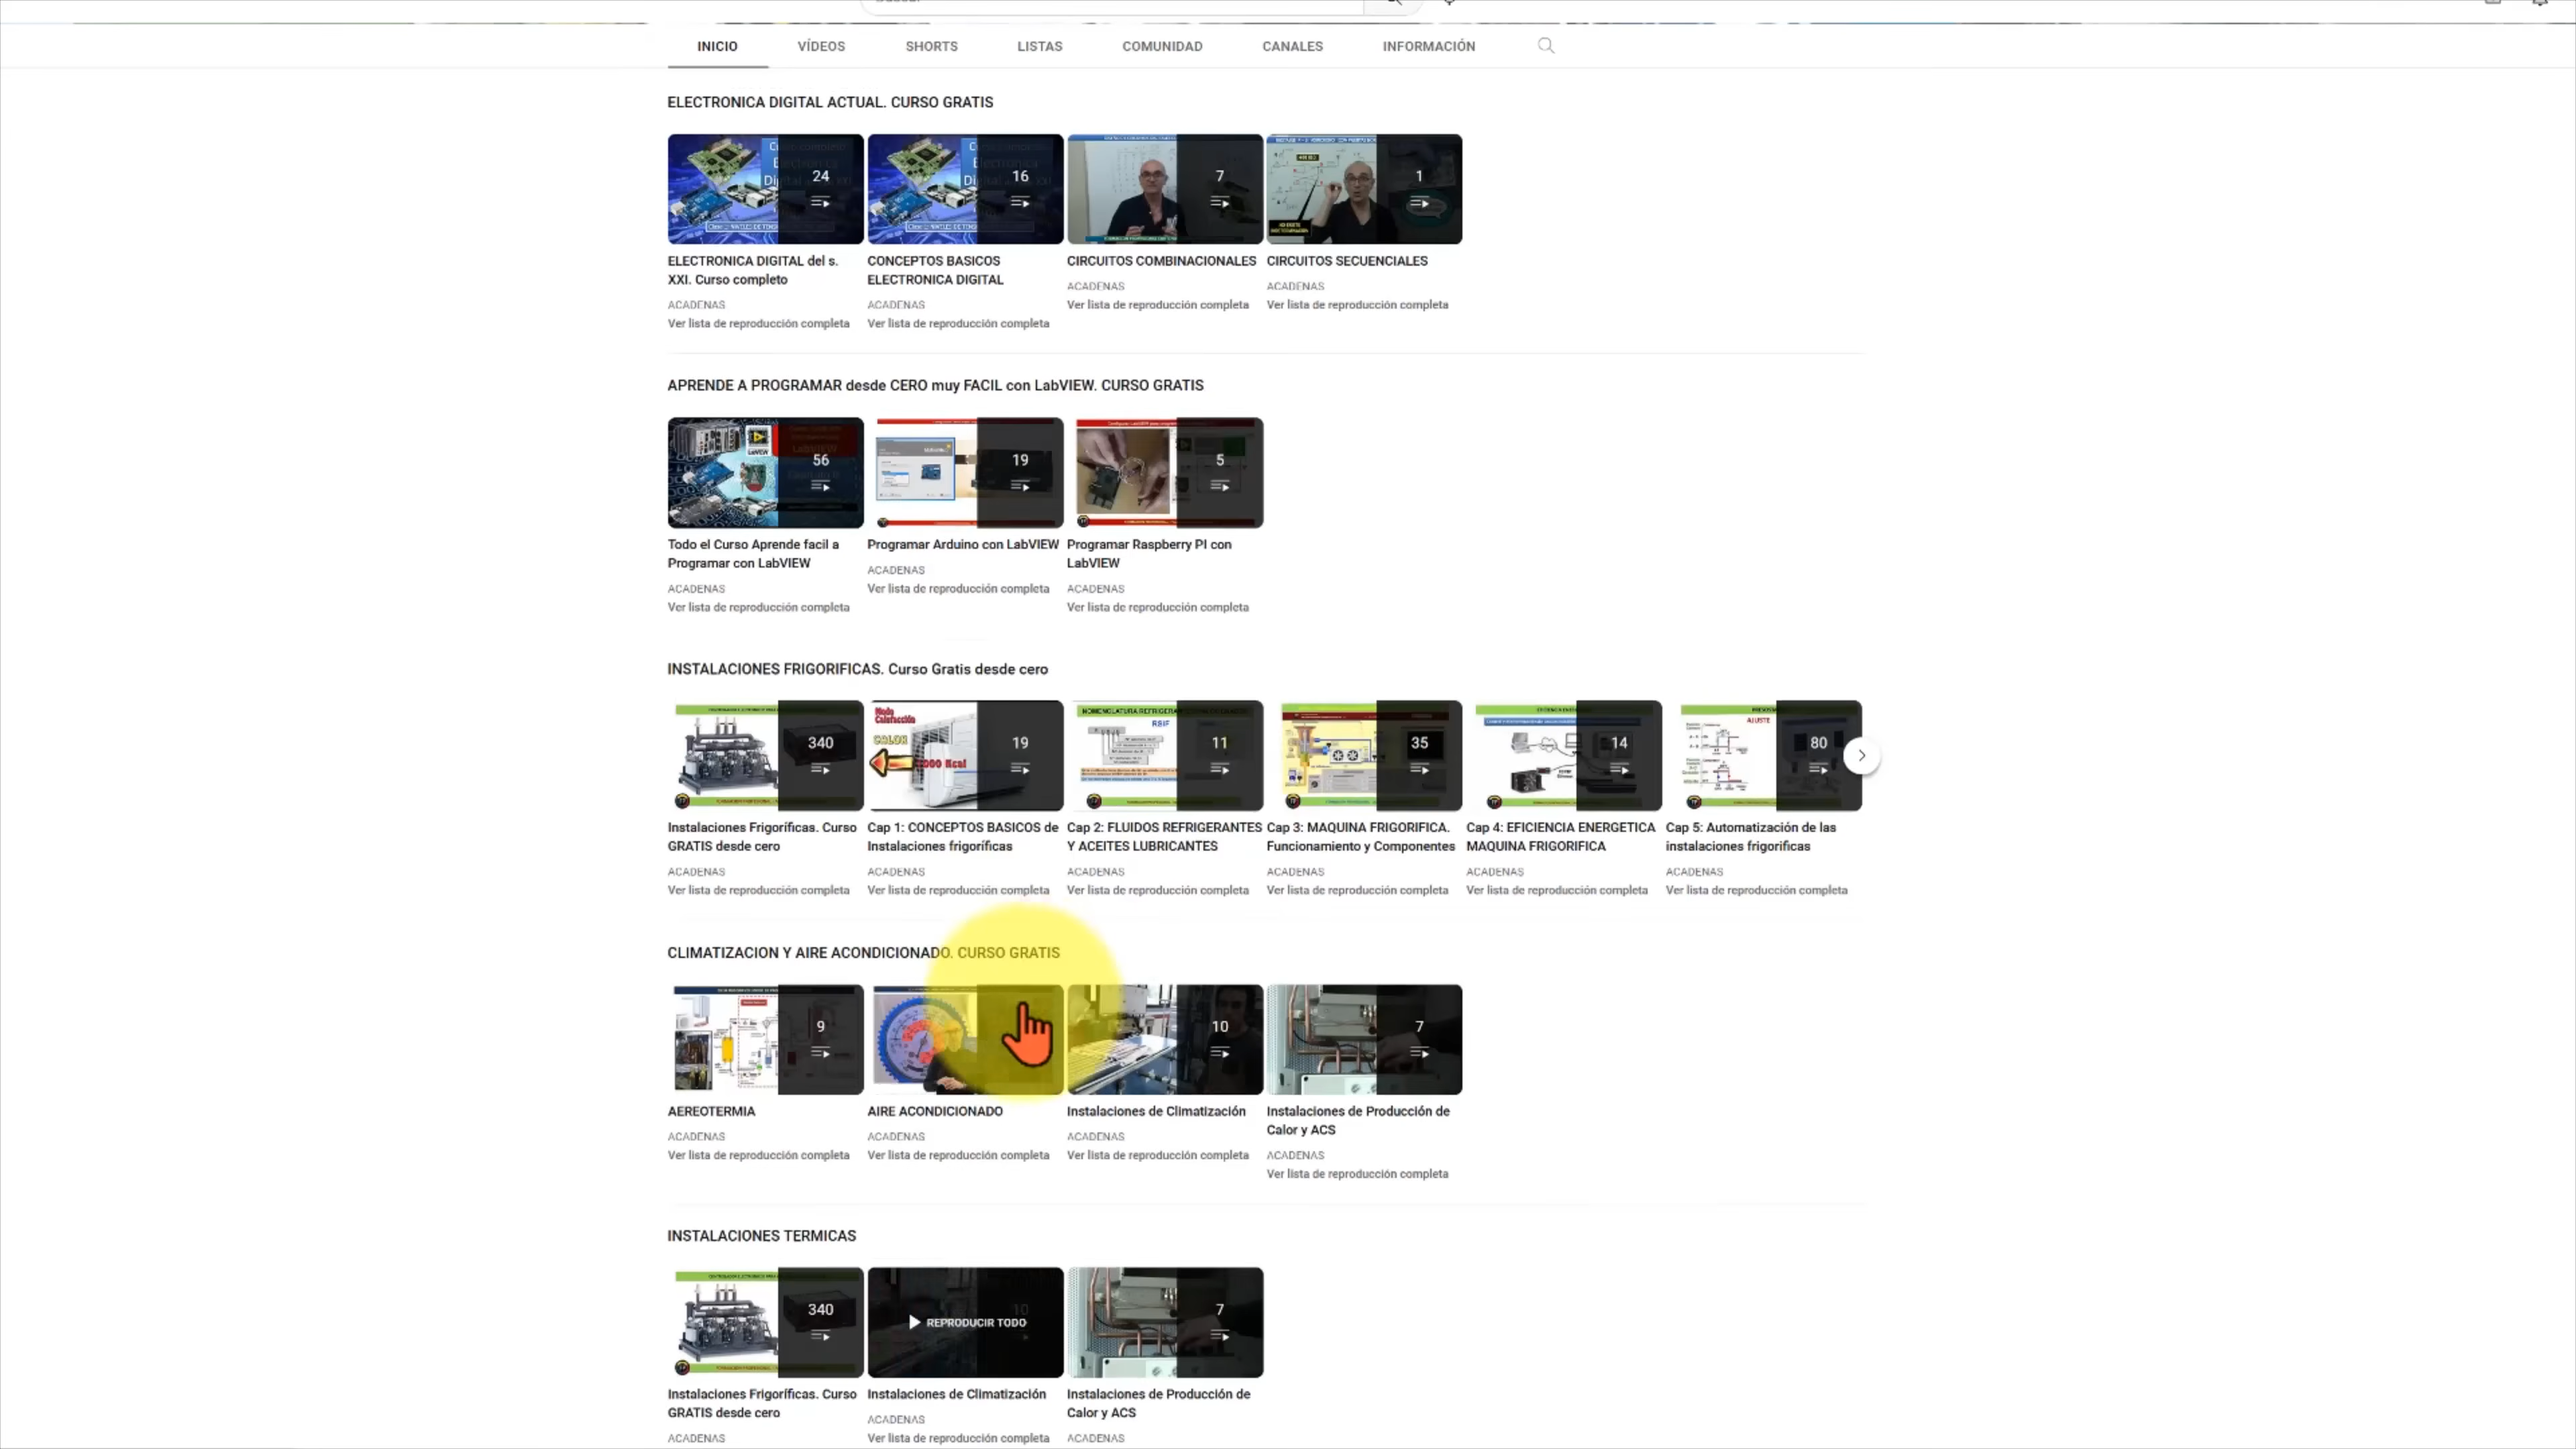 INICIO VÍDEOS SHORTS LISTAS COMUNIDAD CANALES INFORMACIÓN
ELECTRONICA DIGITAL ACTUAL. CURSO GRATIS
24 16 7 1
ELECTRONICA DIGITAL del s.
XXI. Curso completo
ACADENAS
Ver lista de reproducción completa
CONCEPTOS BASICOS
ELECTRONICA DIGITAL
ACADENAS
Ver lista de reproducción completa
CIRCUITOS COMBINACIONALES
ACADENAS
Ver lista de reproducción completa
CIRCUITOS SECUENCIALES
ACADENAS
Ver lista de reproducción completa
APRENDE A PROGRAMAR desde CERO muy FACIL con LabVIEW. CURSO GRATIS
56 19 5
Todo el Curso Aprende facil a
Programar con LabVIEW
ACADENAS
Ver lista de reproducción completa
Programar Arduino con LabVIEW
ACADENAS
Ver lista de reproducción completa
Programar Raspberry PI con
LabVIEW
ACADENAS
Ver lista de reproducción completa
INSTALACIONES FRIGORIFICAS. Curso Gratis desde cero
340 19 11 35 14 80
Modo
Calefacción
CALOR
RSIF
AJUSTE
Instalaciones Frigoríficas. Curso
GRATIS desde cero
ACADENAS
Ver lista de reproducción completa
Cap 1: CONCEPTOS BASICOS de
Instalaciones frigoríficas
ACADENAS
Ver lista de reproducción completa
Cap 2: FLUIDOS REFRIGERANTES
Y ACEITES LUBRICANTES
ACADENAS
Ver lista de reproducción completa
Cap 3: MAQUINA FRIGORIFICA.
Funcionamiento y Componentes
ACADENAS
Ver lista de reproducción completa
Cap 4: EFICIENCIA ENERGETICA
MAQUINA FRIGORIFICA
ACADENAS
Ver lista de reproducción completa
Cap 5: Automatización de las
instalaciones frigorificas
ACADENAS
Ver lista de reproducción completa
CLIMATIZACION Y AIRE ACONDICIONADO. CURSO GRATIS
9 10 7
AEREOTERMIA
ACADENAS
Ver lista de reproducción completa
AIRE ACONDICIONADO
ACADENAS
Ver lista de reproducción completa
Instalaciones de Climatización
ACADENAS
Ver lista de reproducción completa
Instalaciones de Producción de
Calor y ACS
ACADENAS
Ver lista de reproducción completa
INSTALACIONES TERMICAS
340 10 7
REPRODUCIR TODO
Instalaciones Frigoríficas. Curso
GRATIS desde cero
ACADENAS
Instalaciones de Climatización
ACADENAS
Ver lista de reproducción completa
Instalaciones de Producción de
Calor y ACS
ACADENAS